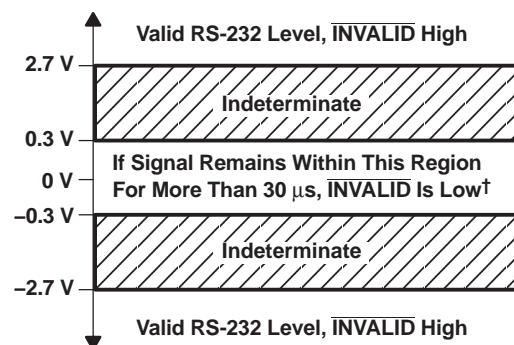 Valid RS-232 Level, INVALID High
2.7 V
Indeterminate
0.3 V
If Signal Remains Within This Region
0 V
For More Than 30 μs, INVALID Is Low†
–0.3 V
Indeterminate
–2.7 V
Valid RS-232 Level, INVALID High